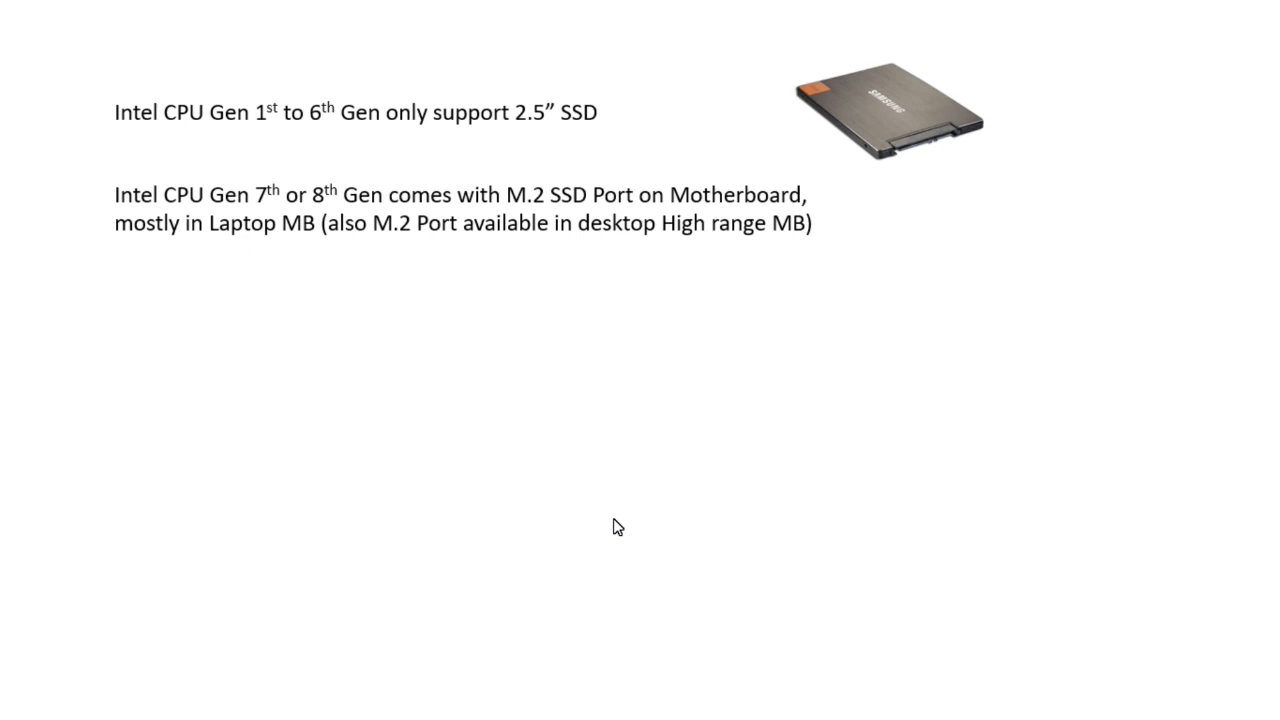 Intel CPU Gen 1st to 6th Gen only support 2.5” SSD
SAMSUNG
Intel CPU Gen 7th or 8th Gen comes with M.2 SSD Port on Motherboard,
mostly in Laptop MB (also M.2 Port available in desktop High range MB)